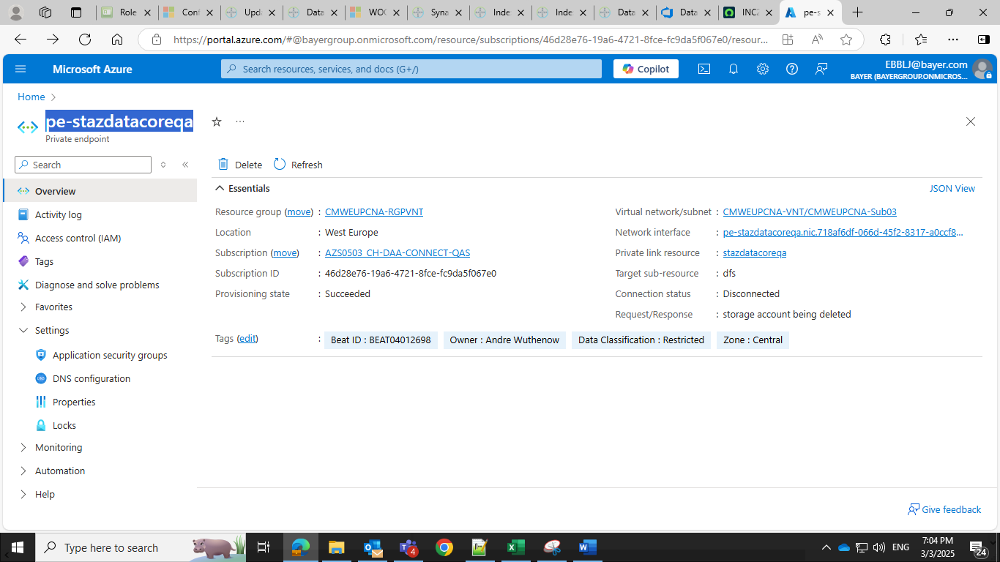 Role
Conf
Upda
Data
WO
Syna
Inde
Inde
Data
Data
INC2
pe-s
https://portal.azure.com/#@bayergroup.onmicrosoft.com/resource/subscriptions/46d28e76-19a6-4721-8fce-fc9da5f067e0/resour...
Microsoft Azure
Search resources, services, and docs (G+/)
Copilot
EBBLJ@bayer.com
BAYER (BAYERGROUP.ONMICROS...
Home
pe-stazdatacoreqa
Private endpoint
Search
Delete
Refresh
Overview
Activity log
Access control (IAM)
Tags
Diagnose and solve problems
Favorites
Settings
Application security groups
DNS configuration
Properties
Locks
Monitoring
Automation
Help
Essentials
JSON View
Resource group (move) : CMWEUPCNA-RGPVNT
Location : West Europe
Subscription (move) : AZS0503_CH-DAA-CONNECT-QAS
Subscription ID : 46d28e76-19a6-4721-8fce-fc9da5f067e0
Provisioning state : Succeeded
Virtual network/subnet : CMWEUPCNA-VNT/CMWEUPCNA-Sub03
Network interface : pe-stazdatacoreqa.nic.718af6df-066d-45f2-8317-a0ccf8...
Private link resource : stazdatacoreqa
Target sub-resource : dfs
Connection status : Disconnected
Request/Response : storage account being deleted
Tags (edit) : Beat ID : BEAT04012698 Owner : Andre Wuthenow Data Classification : Restricted Zone : Central
Give feedback
Type here to search
4
ENG
7:04 PM
3/3/2025
24